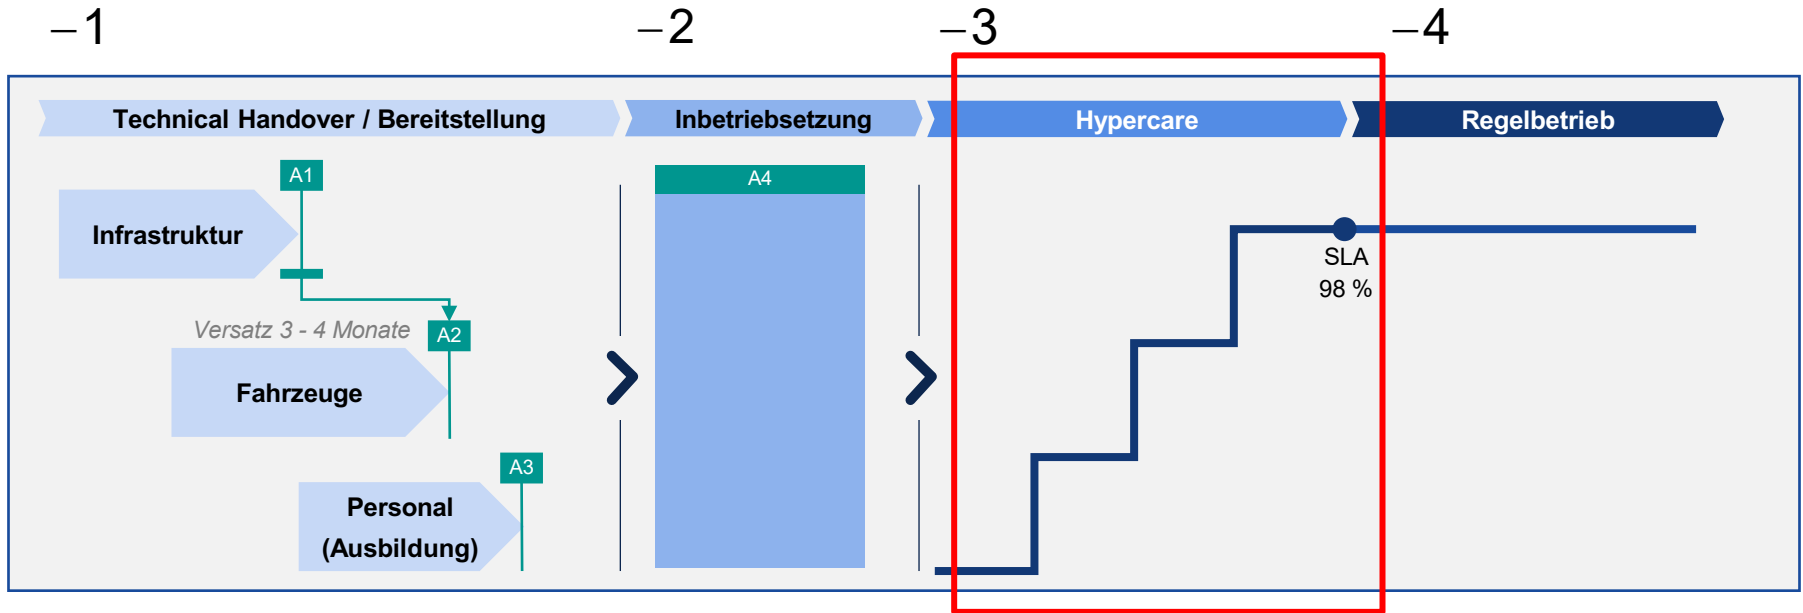 –1
–2
–3
–4
Technical Handover / Bereitstellung
Inbetriebsetzung
Hypercare
Regelbetrieb
A1
Infrastruktur
Versatz 3 - 4 Monate
A2
Fahrzeuge
A3
Personal
(Ausbildung)
A4
SLA
98 %